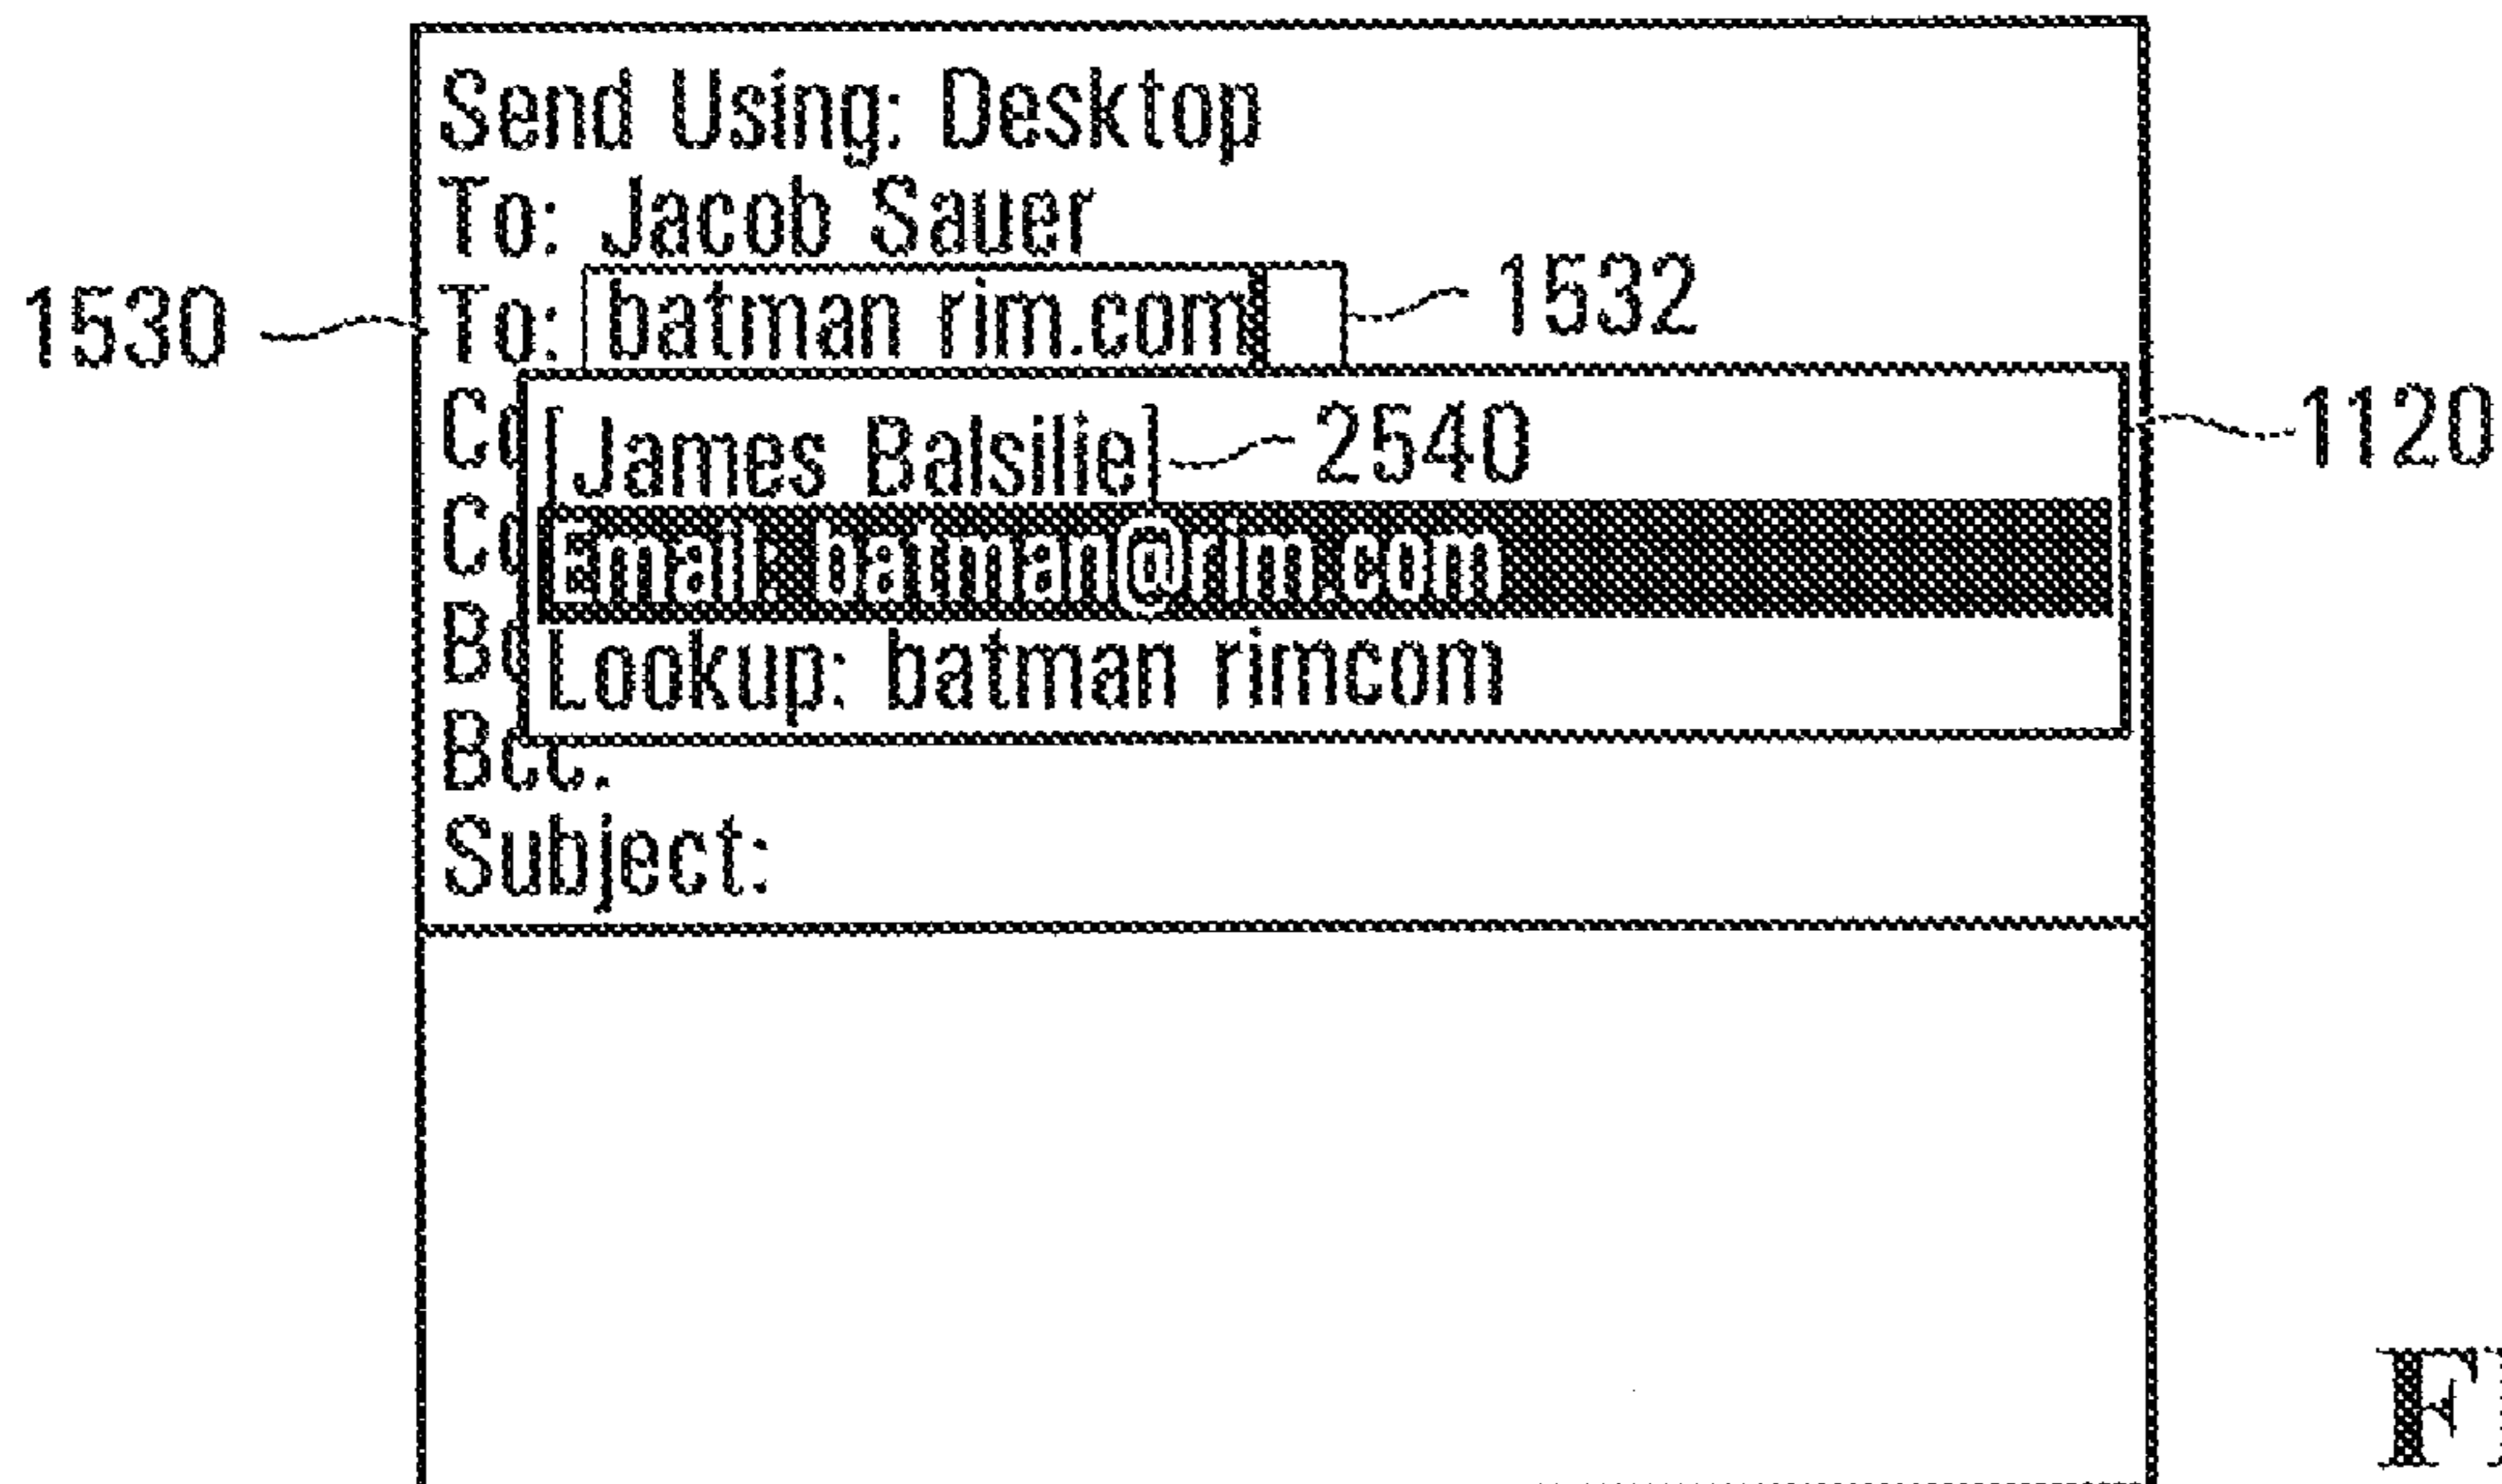 Send Using: Desktop
To: Jacob Sauer
1530 To: batman rim.com 1532
[James Balsilie] 2540 1120
Email: batman@rim.com
Lookup: batman rimcom
Bcc:
Subject: